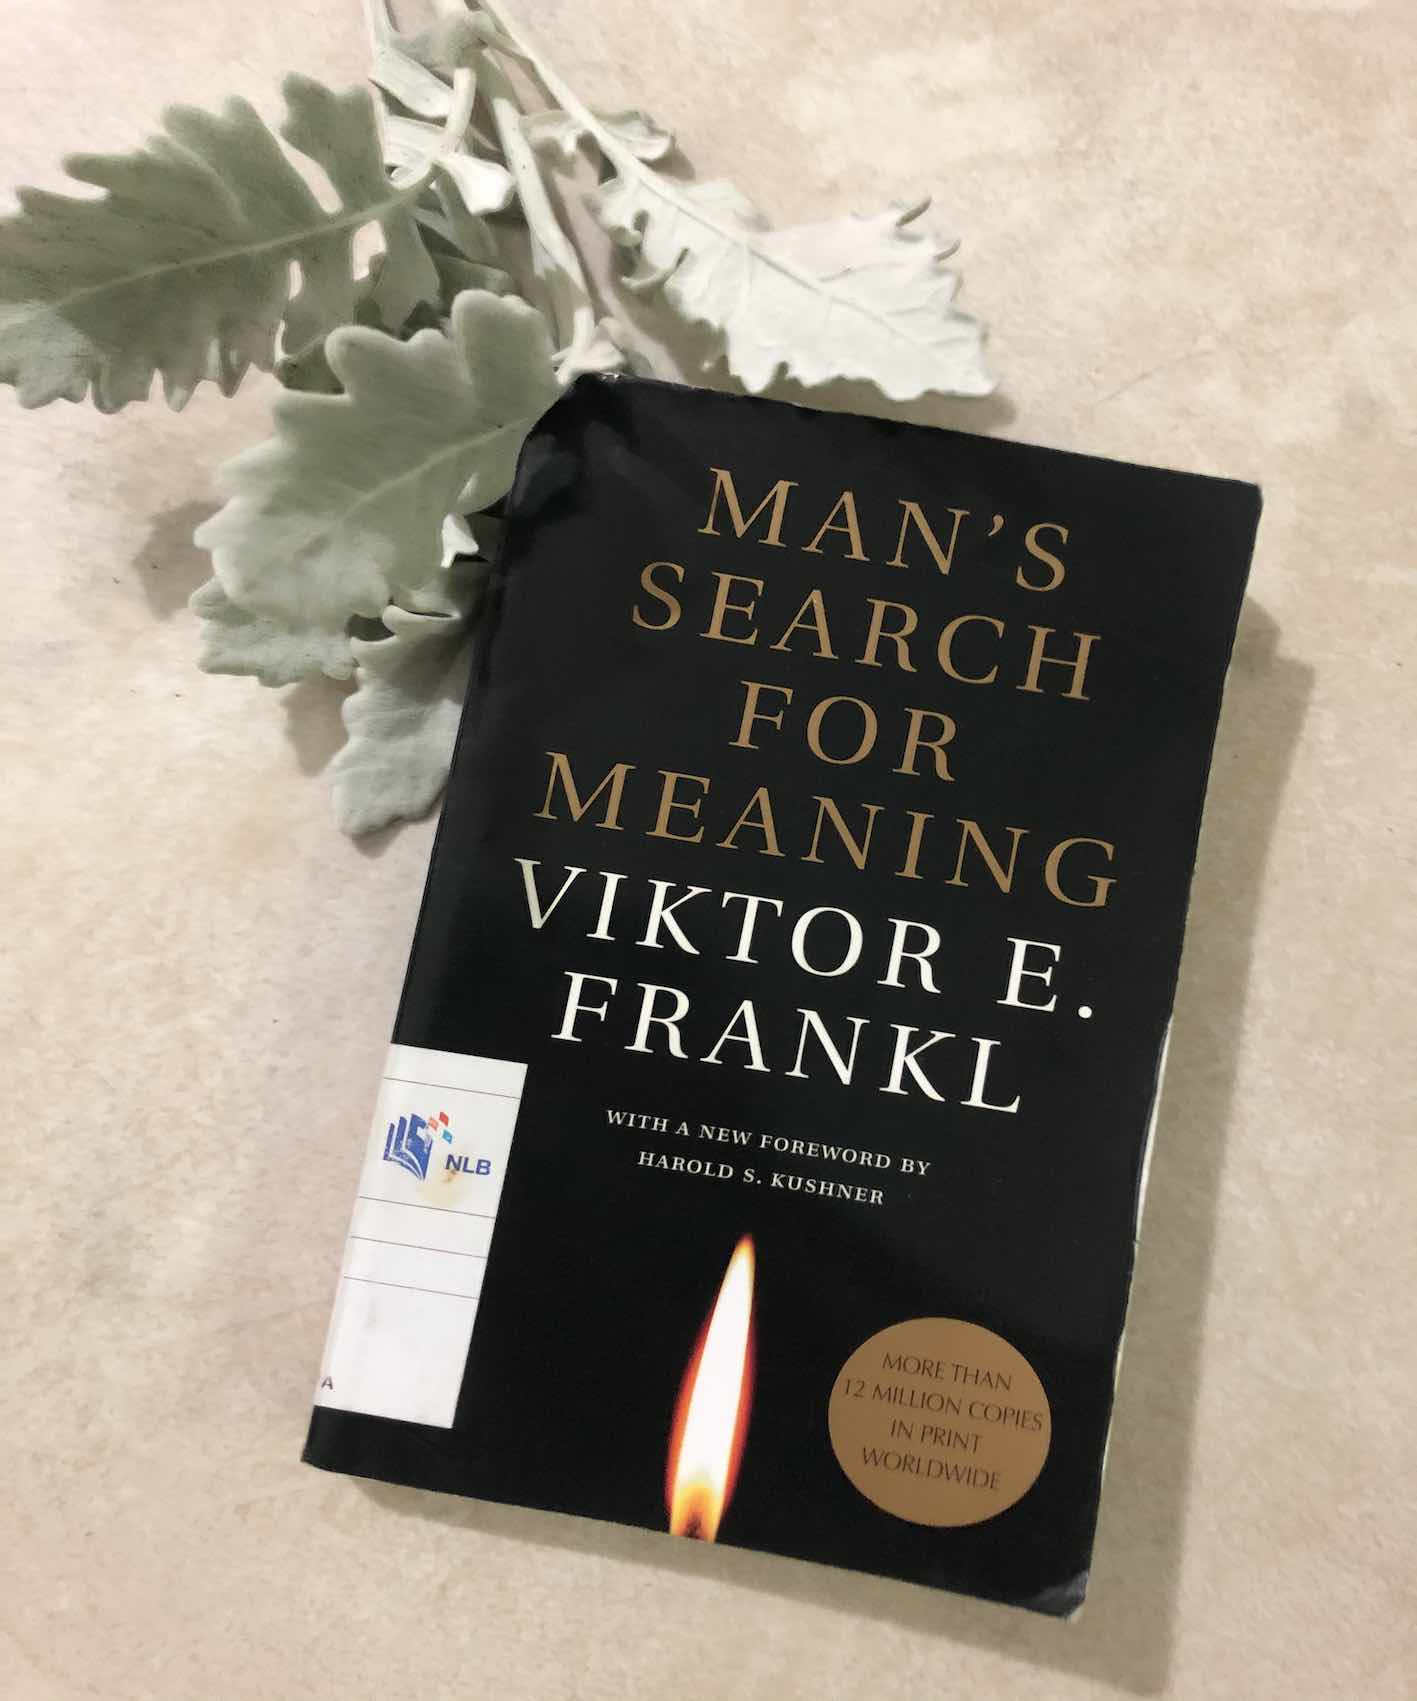 MAN'S
SEARCH
FOR
MEANING
VIKTOR E.
FRANKL
WITH A NEW FOREWORD BY
HAROLD S. KUSHNER
NLB
A
MORE THAN
12 MILLION COPIES
IN PRINT
WORLDWIDE